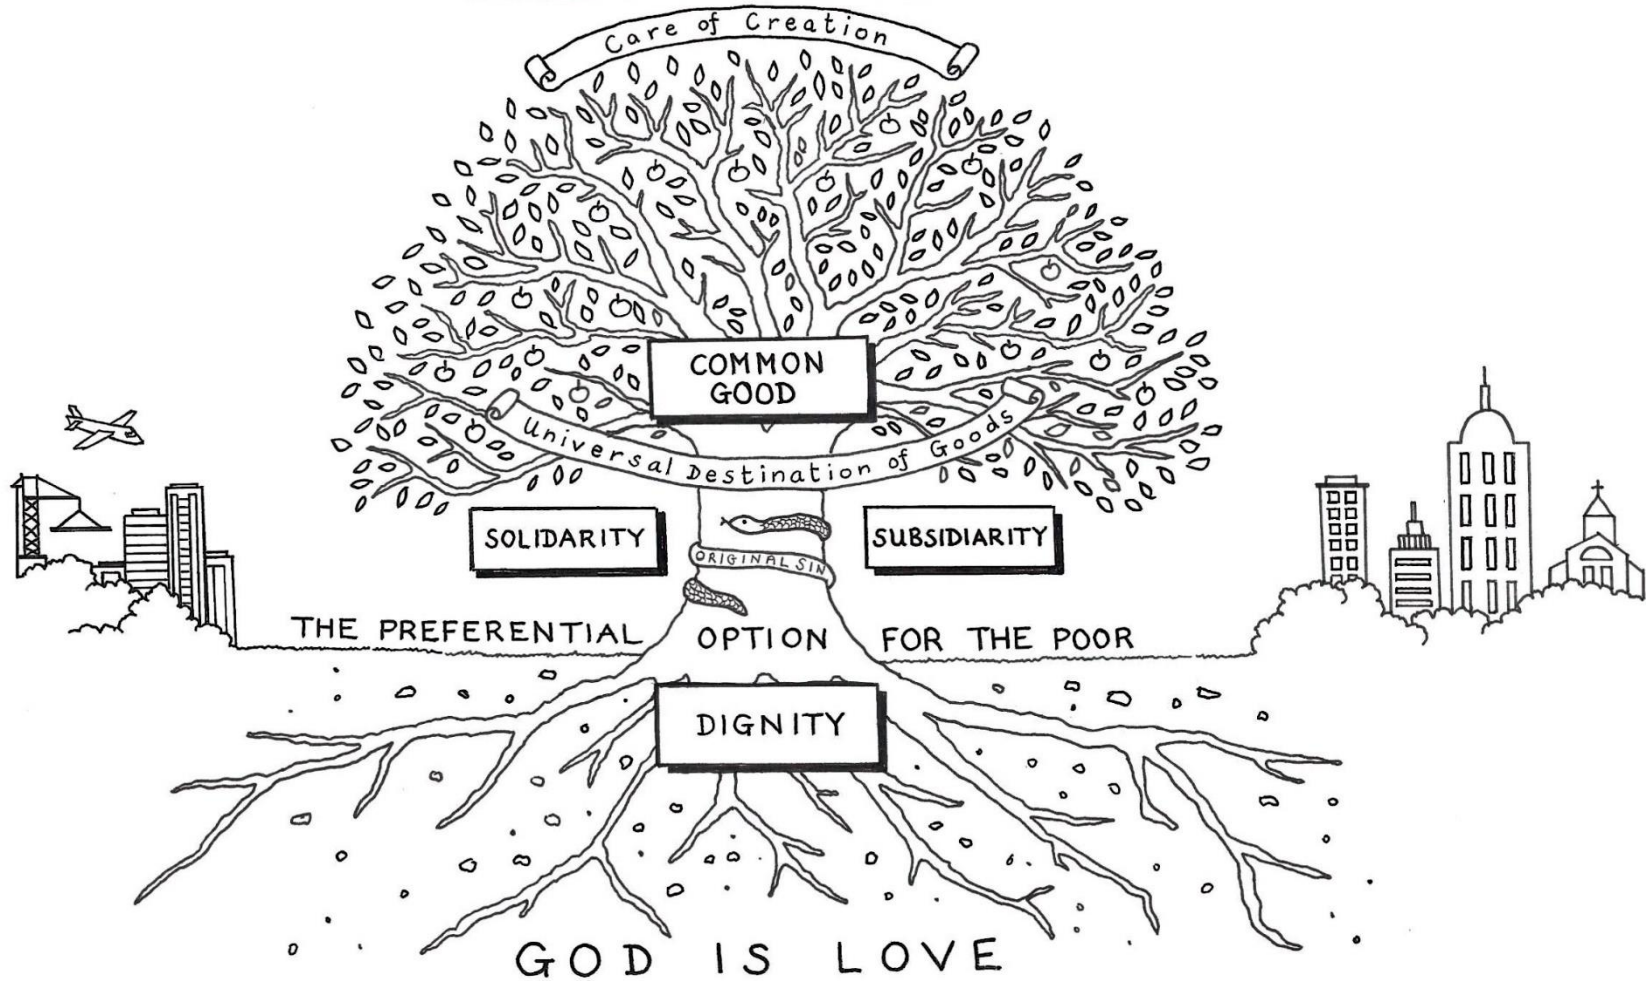 Care of Creation
COMMON
GOOD
Universal Destination of Goods
SOLIDARITY
SUBSIDIARITY
ORIGINAL SIN
THE PREFERENTIAL OPTION FOR THE POOR
DIGNITY
GOD IS LOVE